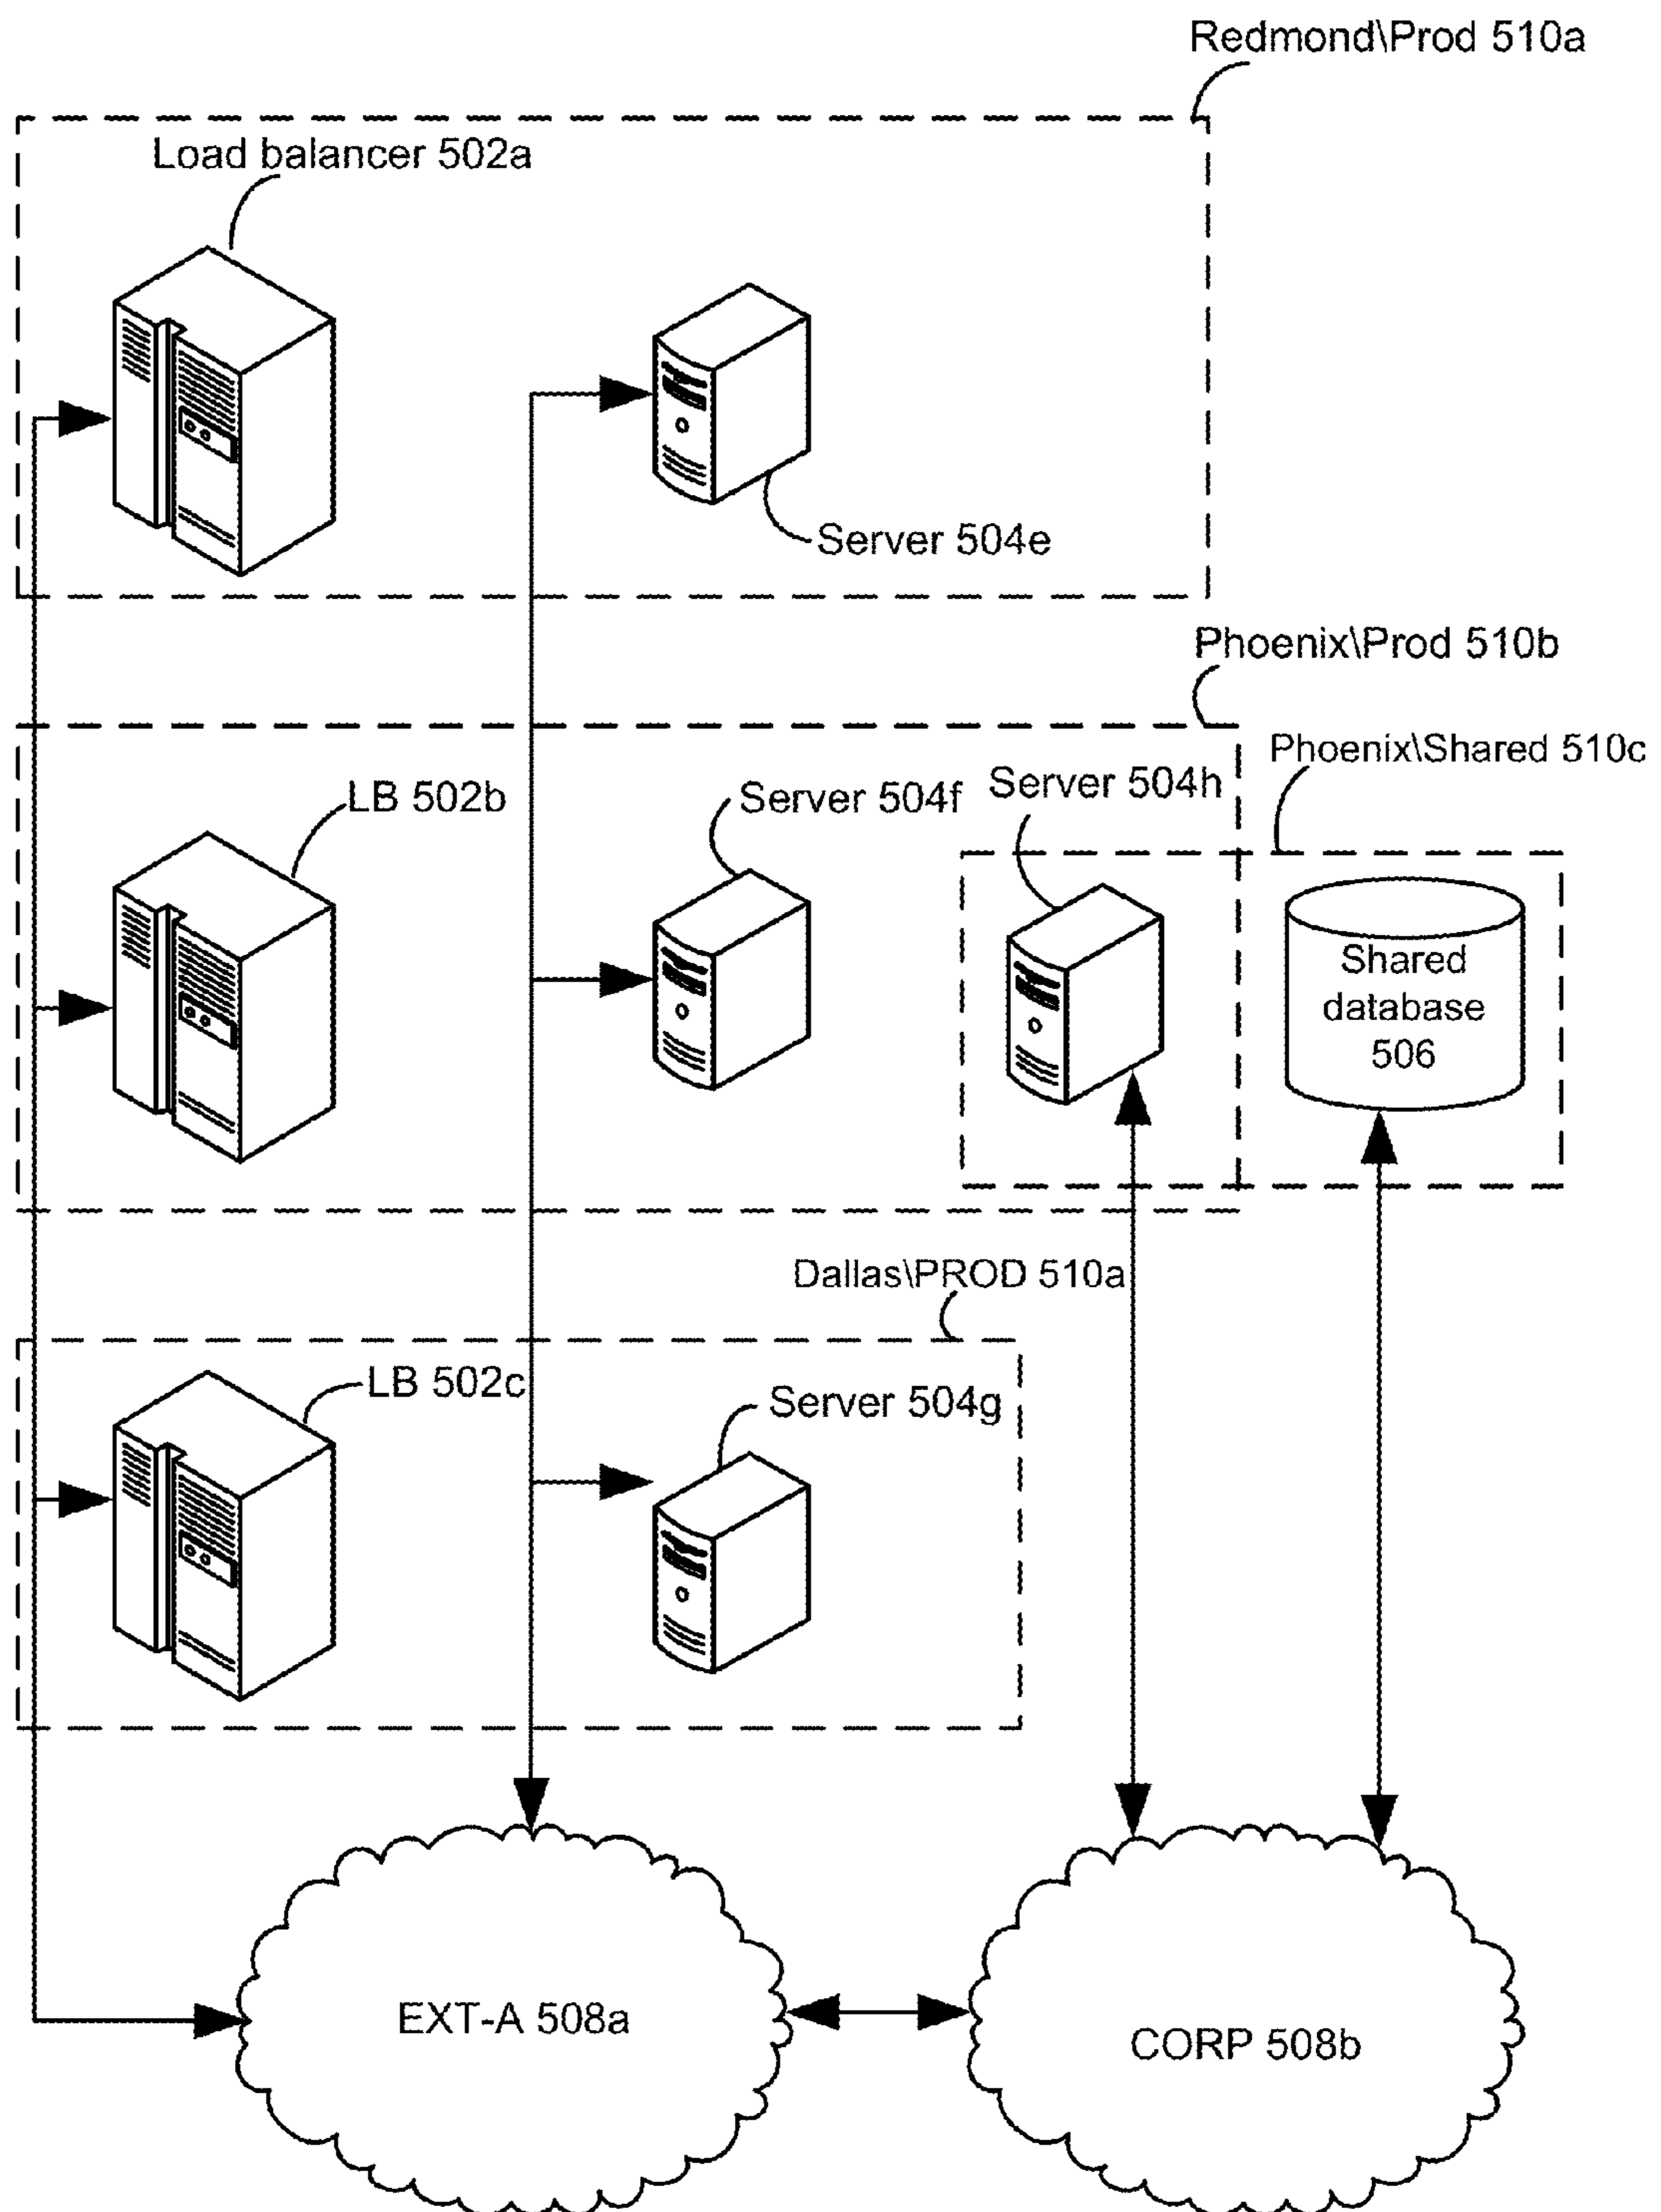 Redmond\Prod 510a
Load balancer 502a
Server 504e
Phoenix\Prod 510b
Phoenix\Shared 510c
LB 502b
Server 504f
Server 504h
Shared
database
506
Dallas\PROD 510a
LB 502c
Server 504g
EXT-A 508a
CORP 508b